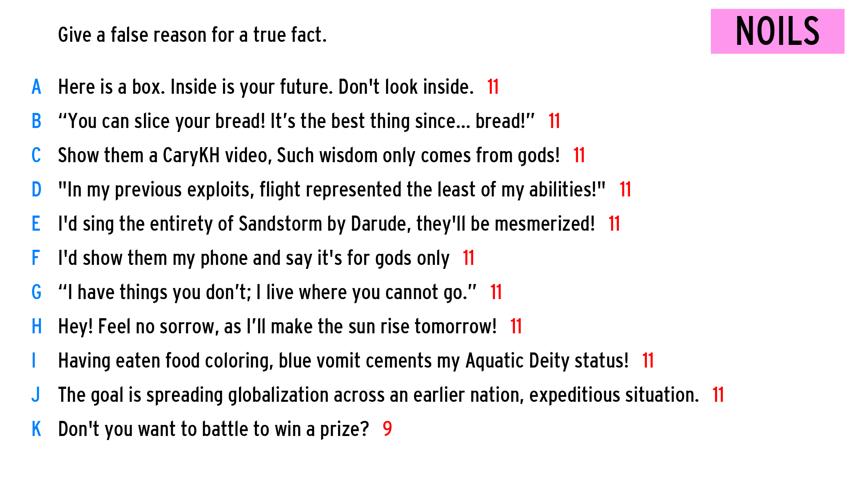 Give a false reason for a true fact.
NOILS
A Here is a box. Inside is your future. Don't look inside. 11
B “You can slice your bread! It’s the best thing since... bread!” 11
C Show them a CaryKH video, Such wisdom only comes from gods! 11
D "In my previous exploits, flight represented the least of my abilities!" 11
E I'd sing the entirety of Sandstorm by Darude, they'll be mesmerized! 11
F I'd show them my phone and say it's for gods only 11
G “I have things you don’t; I live where you cannot go.” 11
H Hey! Feel no sorrow, as I’ll make the sun rise tomorrow! 11
I Having eaten food coloring, blue vomit cements my Aquatic Deity status! 11
J The goal is spreading globalization across an earlier nation, expeditious situation. 11
K Don't you want to battle to win a prize? 9